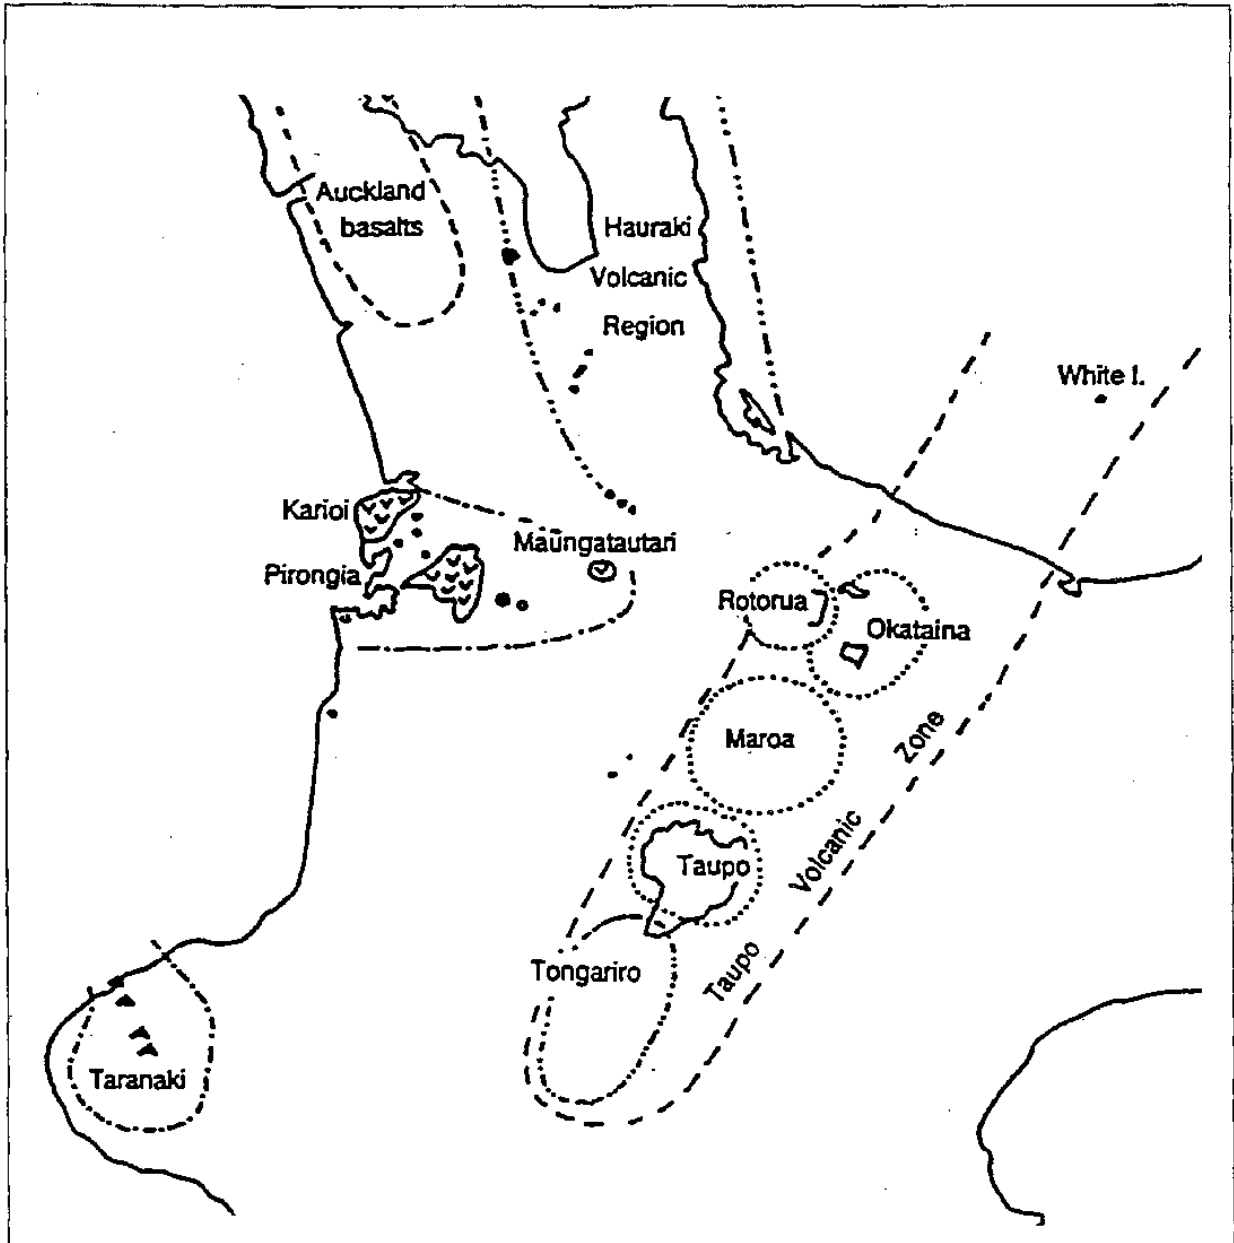 Auckland
basalts
Hauraki
Volcanic
Region
White I.
Karioi
Maungatautari
Pirongia
Rotorua
Okataina
Maroa
Zone
Volcanic
Taupo
Taupo
Tongariro
Taranaki